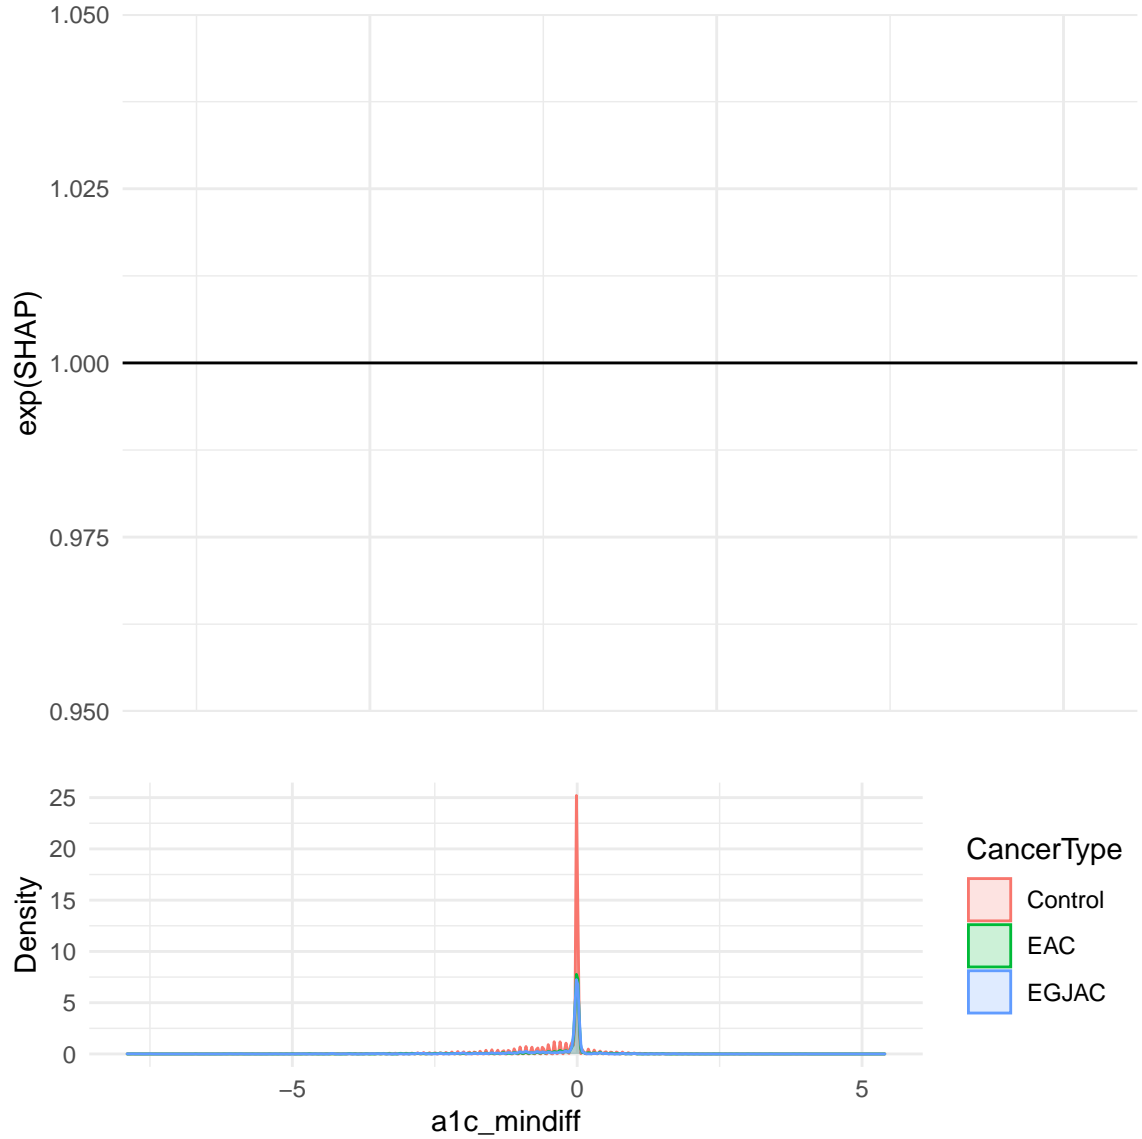 1.050
1.025
1.000
0.975
0.950
exp(SHAP)
25
20
15
10
5
0
Density
−5
0
5
a1c_mindiff
CancerType
Control
EAC
EGJAC